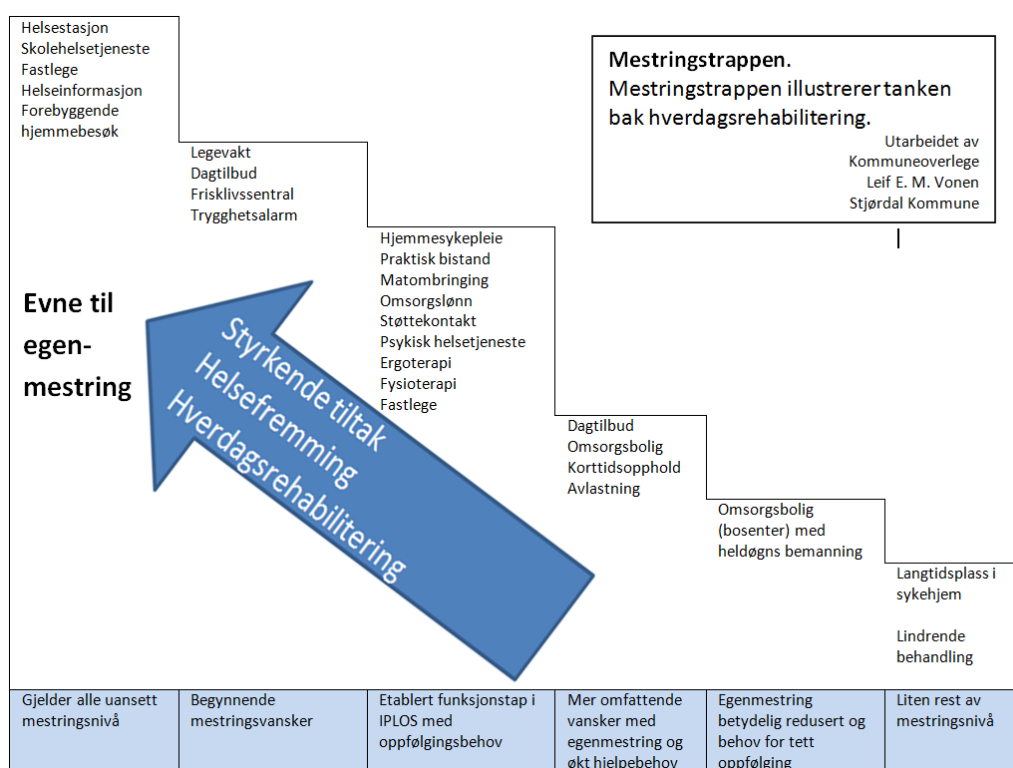 Helsestasjon
Skolehelsetjeneste
Fastlege
Helseinformasjon
Forebyggende
hjemmebesøk
Mestringstrappen.
Mestringstrappen illustrerer tanken
bak hverdagsrehabilitering.
Utarbeidet av
Kommuneoverlege
Leif E. M. Vonen
Stjørdal Kommune
Legevakt
Dagtilbud
Frisklivssentral
Trygghetsalarm
Hjemmesykepleie
Praktisk bistand
Matombringing
Omsorgslønn
Støttekontakt
Psykisk helsetjeneste
Ergoterapi
Fysioterapi
Fastlege
Evne til
egen-
mestring
Styrkende tiltak
Helsefremming
Hverdagsrehabilitering
Dagtilbud
Omsorgsbolig
Korttidsopphold
Avlastning
Omsorgsbolig
(bosenter) med
heldøgns bemanning
Langtidsplass i
sykehjem
Lindrende
behandling
Gjelder alle uansett
mestringsnivå
Begynnende
mestringsvansker
Etablert funksjonstap i
IPLOS med
oppfølgingsbehov
Mer omfattende
vansker med
egenmestring og
økt hjelpebehov
Egenmestring
betydelig redusert og
behov for tett
oppfølging
Liten rest av
mestringsnivå